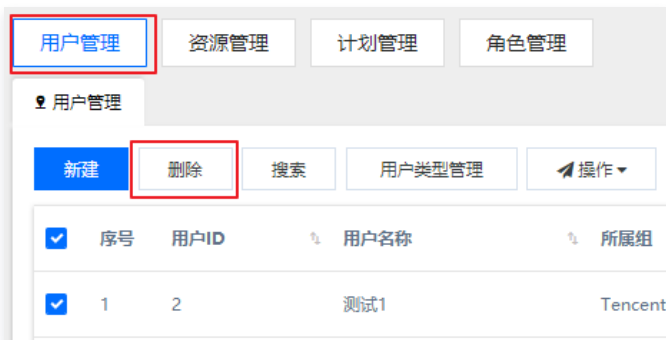 用户管理 资源管理 计划管理 角色管理
用户管理
新建 删除 搜索 用户类型管理 操作
序号 用户ID 用户名称 所属组
1 2 测试1 Tencent